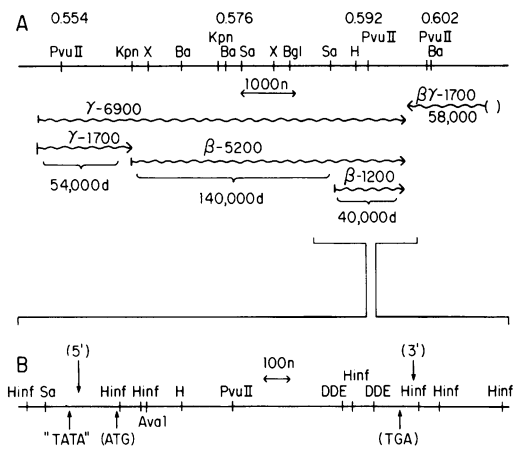 A
0.554 0.576 0.592 0.602
Kpn PvuII PvuII
PvuII Kpn X Ba Ba Sa X BglI Sa H Ba
1000n
γ-6900 βγ-1700
58,000 ( )
γ-1700 β-5200
54,000d β-1200
140,000d 40,000d
B
(5') 100n (3')
Hinf
Hinf Sa Hinf Hinf H PvuII DDE DDE Hinf Hinf Hinf
AvaI
"TATA" (ATG) (TGA)